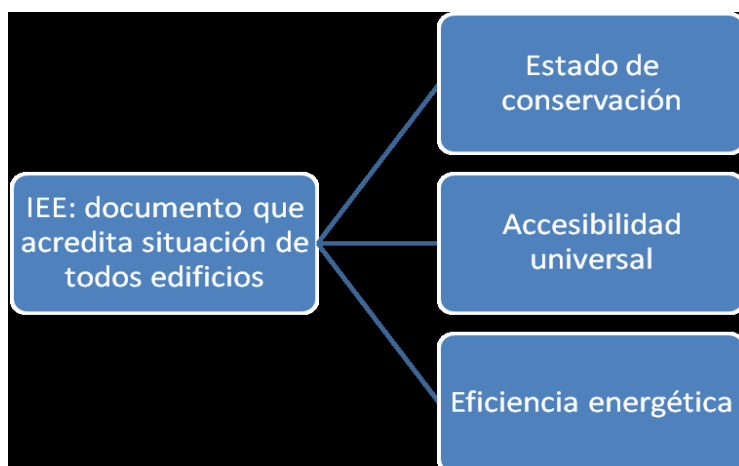 Estado de
conservación
IEE: documento que
acredita situación de
todos edificios
Accesibilidad
universal
Eficiencia energética